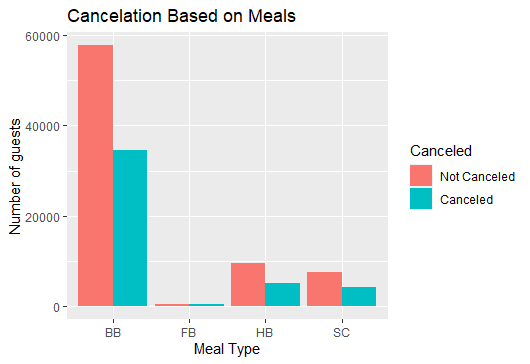 Cancelation Based on Meals
60000
40000
20000
0
Number of guests
BB
FB
HB
SC
Meal Type
Canceled
Not Canceled
Canceled